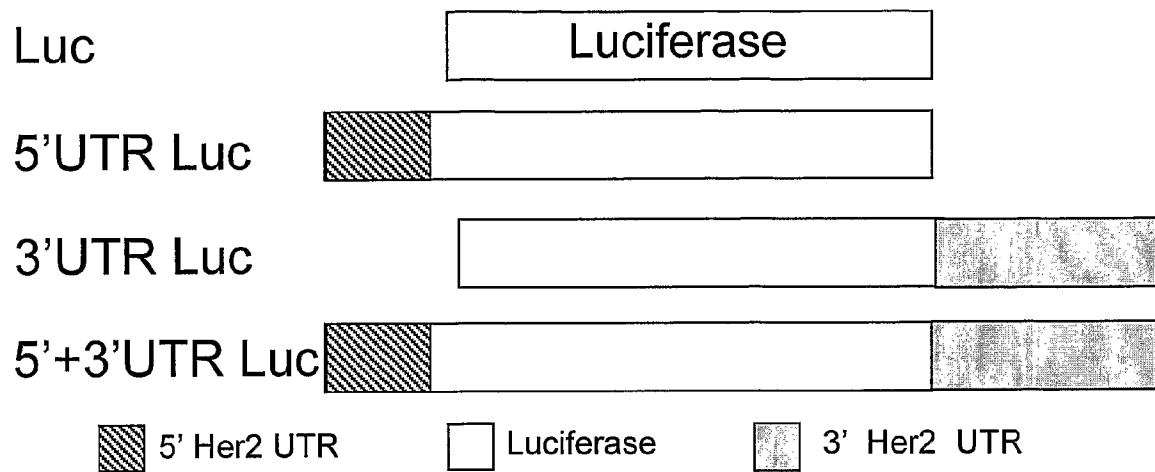 Luc Luciferase
5'UTR Luc
3'UTR Luc
5'+3'UTR Luc
5' Her2 UTR Luciferase 3' Her2 UTR